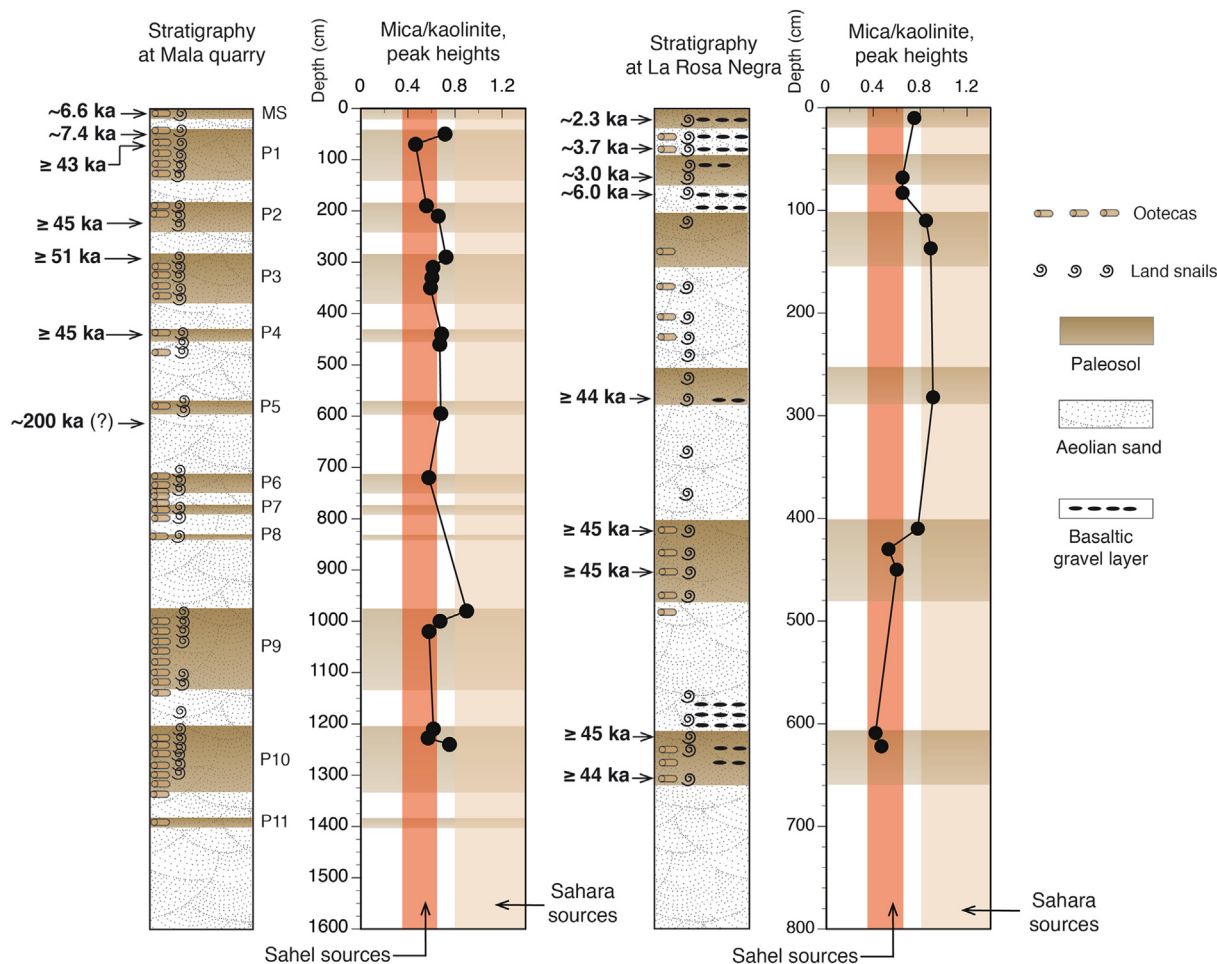 Stratigraphy
at Mala quarry
Mica/kaolinite,
peak heights
Depth (cm)
0 0.4 0.8 1.2
~6.6 ka
~7.4 ka
≥ 43 ka
≥ 45 ka
≥ 51 ka
≥ 45 ka
~200 ka (?)
MS
P1
P2
P3
P4
P5
P6
P7
P8
P9
P10
P11
0
100
200
300
400
500
600
700
800
900
1000
1100
1200
1300
1400
1500
1600
Sahel sources
Sahara
sources
Stratigraphy
at La Rosa Negra
Mica/kaolinite,
peak heights
Depth (cm)
0 0.4 0.8 1.2
~2.3 ka
~3.7 ka
~3.0 ka
~6.0 ka
≥ 44 ka
≥ 45 ka
≥ 45 ka
≥ 45 ka
≥ 44 ka
0
100
200
300
400
500
600
700
800
Sahel sources
Sahara
sources
Ootecas
Land snails
Paleosol
Aeolian sand
Basaltic
gravel layer